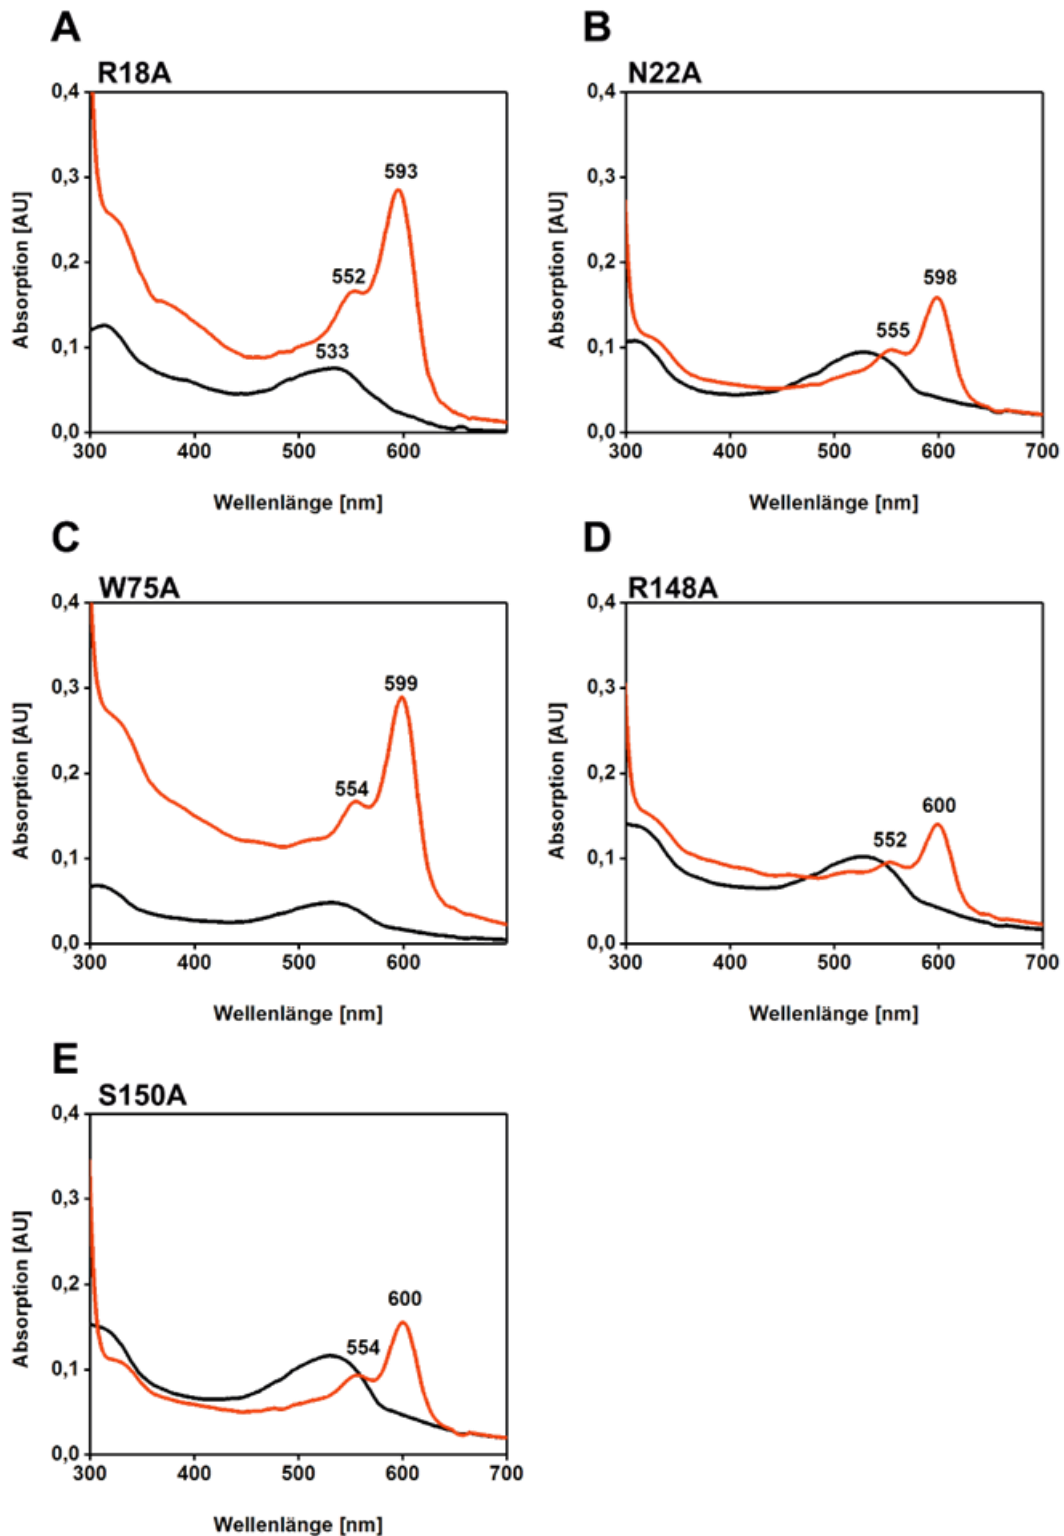 A
R18A
0,4
0,3
0,2
0,1
0,0
Absorption [AU]
593
552
533
300 400 500 600
Wellenlänge [nm]
B
N22A
0,4
0,3
0,2
0,1
0,0
Absorption [AU]
598
555
300 400 500 600 700
Wellenlänge [nm]
C
W75A
0,4
0,3
0,2
0,1
0,0
Absorption [AU]
599
554
300 400 500 600
Wellenlänge [nm]
D
R148A
0,4
0,3
0,2
0,1
0,0
Absorption [AU]
600
552
300 400 500 600 700
Wellenlänge [nm]
E
S150A
0,4
0,3
0,2
0,1
0,0
Absorption [AU]
600
554
300 400 500 600 700
Wellenlänge [nm]